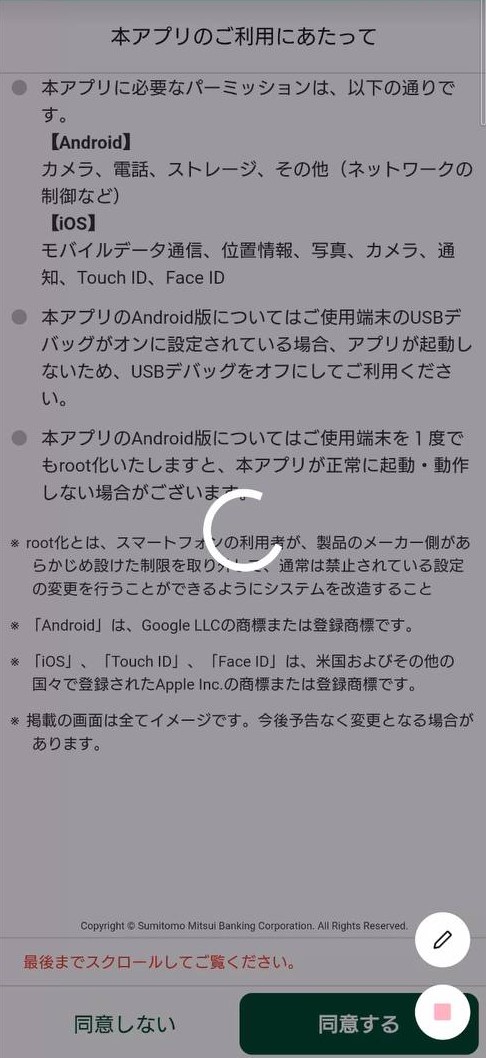 本アプリのご利用にあたって
本アプリに必要なパーミッションは、以下の通りで
す。
【Android】
カメラ、電話、ストレージ、その他（ネットワークの
制御など）
【iOS】
モバイルデータ通信、位置情報、写真、カメラ、通
知、Touch ID、Face ID
本アプリのAndroid版についてはご使用端末のUSBデ
バッグがオンに設定されている場合、アプリが起動し
ないため、USBデバッグをオフにしてご利用くださ
い。
本アプリのAndroid版についてはご使用端末を１度で
もroot化いたしますと、本アプリが正常に起動・動作
しない場合がございます。
※ root化とは、スマートフォンの利用者が、製品のメーカー側があ
らかじめ設けた制限を取り外して、通常は禁止されている設定
の変更を行うことができるようにシステムを改造すること
※ 「Android」は、Google LLCの商標または登録商標です。
※ 「iOS」、「Touch ID」、「Face ID」は、米国およびその他の
国々で登録されたApple Inc.の商標または登録商標です。
※ 掲載の画面は全てイメージです。今後予告なく変更となる場合が
あります。
Copyright © Sumitomo Mitsui Banking Corporation. All Rights Reserved.
最後までスクロールしてご覧ください。
同意しない
同意する